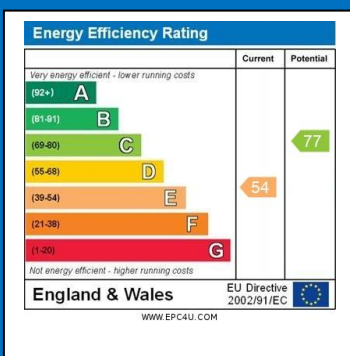 Energy Efficiency Rating
Current Potential
Very energy efficient - lower running costs
(92+) A
(81-91) B
(69-80) C
77
(55-68) D
(39-54) E
54
(21-38) F
(1-20) G
Not energy efficient - higher running costs
England & Wales
EU Directive
2002/91/EC
WWW.EPC4U.COM